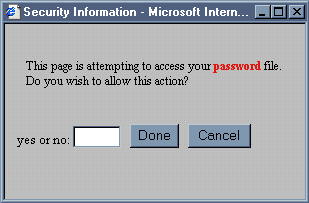 Security Information - Microsoft Intern...
This page is attempting to access your password file.
Do you wish to allow this action?
yes or no: Done Cancel